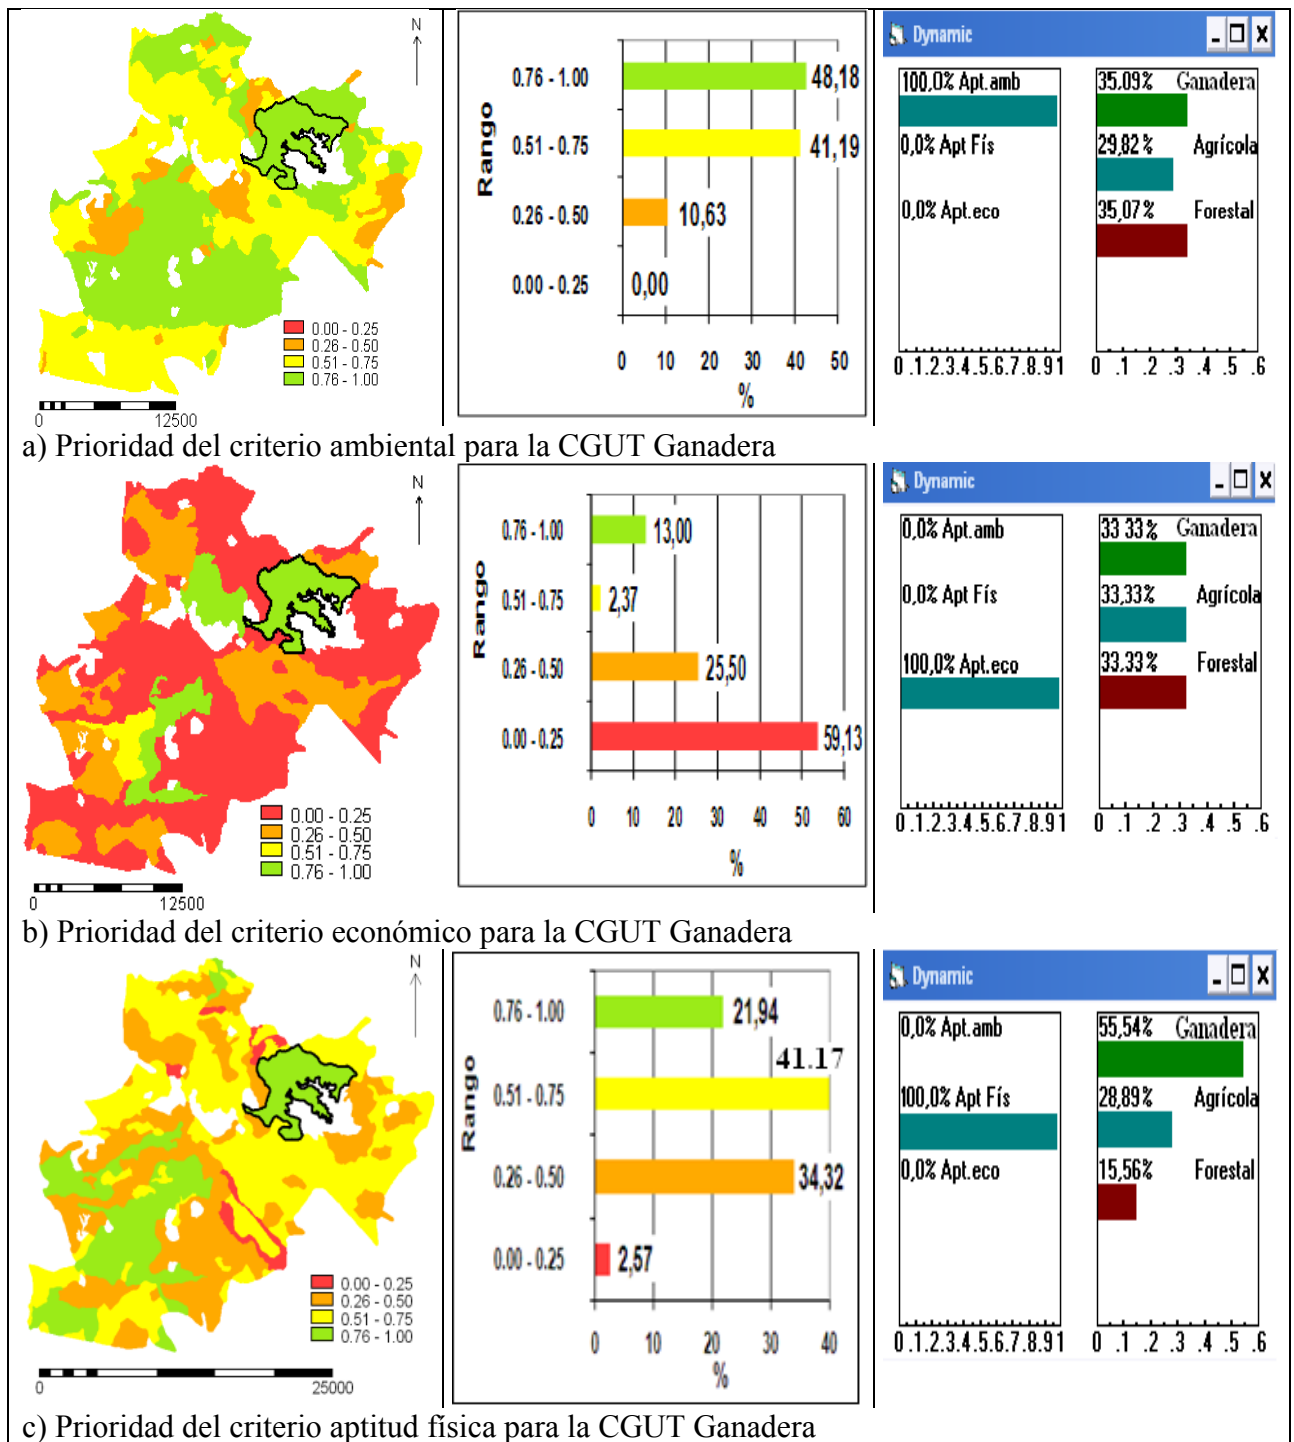 N
0.00 - 0.25
0.26 - 0.50
0.51 - 0.75
0.76 - 1.00
0 12500
Rango
0.76 - 1.00 48,18
0.51 - 0.75 41,19
0.26 - 0.50 10,63
0.00 - 0.25 0,00
0 10 20 30 40 50
%
Dynamic
100,0% Apt.amb
0,0% Apt Fís
0,0% Apt.eco
0 .1.2.3.4.5.6.7.8.91
35,09% Ganadera
29,82% Agrícola
35,07% Forestal
0 .1 .2 .3 .4 .5 .6
a) Prioridad del criterio ambiental para la CGUT Ganadera
N
0.00 - 0.25
0.26 - 0.50
0.51 - 0.75
0.76 - 1.00
0 12500
Rango
0.76 - 1.00 13,00
0.51 - 0.75 2,37
0.26 - 0.50 25,50
0.00 - 0.25 59,13
0 10 20 30 40 50 60
%
Dynamic
0,0% Apt.amb
0,0% Apt Fís
100,0% Apt.eco
0 .1.2.3.4.5.6.7.8.91
33 33% Ganadera
33,33% Agrícola
33.33% Forestal
0 .1 .2 .3 .4 .5 .6
b) Prioridad del criterio económico para la CGUT Ganadera
N
0.00 - 0.25
0.26 - 0.50
0.51 - 0.75
0.76 - 1.00
0 25000
Rango
0.76 - 1.00 21,94
0.51 - 0.75 41.17
0.26 - 0.50 34,32
0.00 - 0.25 2,57
0 10 20 30 40
%
Dynamic
0,0% Apt.amb
100,0% Apt Fís
0,0% Apt.eco
0 .1.2.3.4.5.6.7.8.91
55,54% Ganadera
28,89% Agrícola
15,56% Forestal
0 .1 .2 .3 .4 .5 .6
c) Prioridad del criterio aptitud física para la CGUT Ganadera